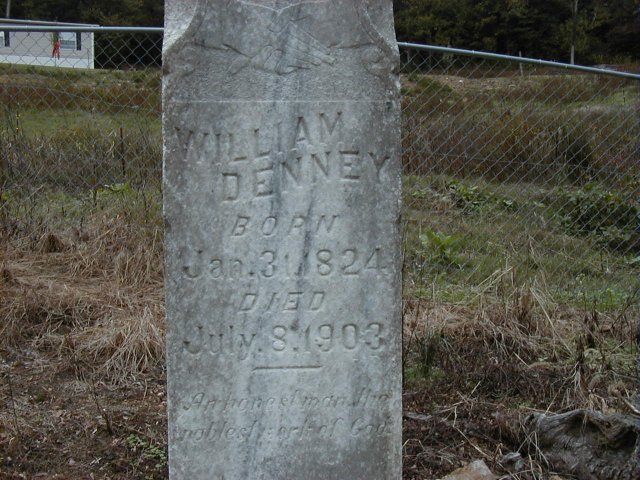 WILLIAM
DENNEY
BORN
Jan. 31, 1824
DIED
July. 8. 1903
An honest man, the
noblest work of God